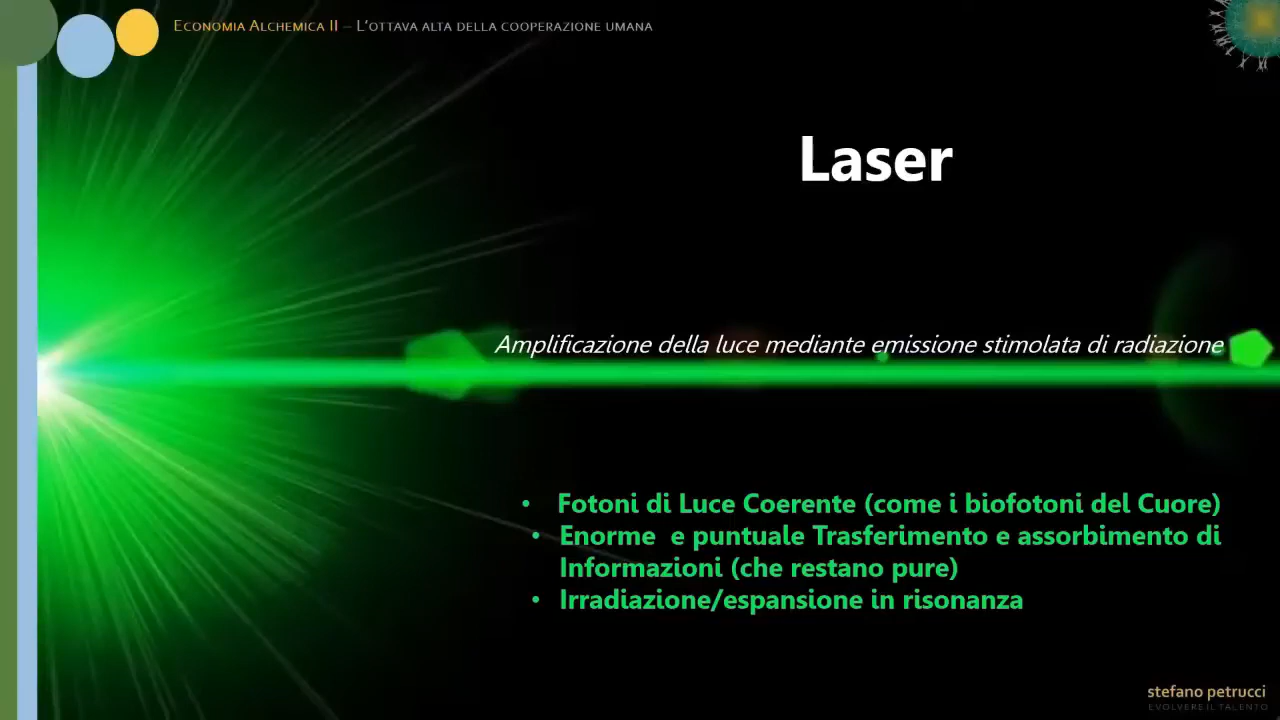 Economia Alchemica II – L'ottava alta della cooperazione umana
Laser
Amplificazione della luce mediante emissione stimolata di radiazione
• Fotoni di Luce Coerente (come i biofotoni del Cuore)
• Enorme e puntuale Trasferimento e assorbimento di
Informazioni (che restano pure)
• Irradiazione/espansione in risonanza
stefano petrucci
EVOLVERE IL TALENTO